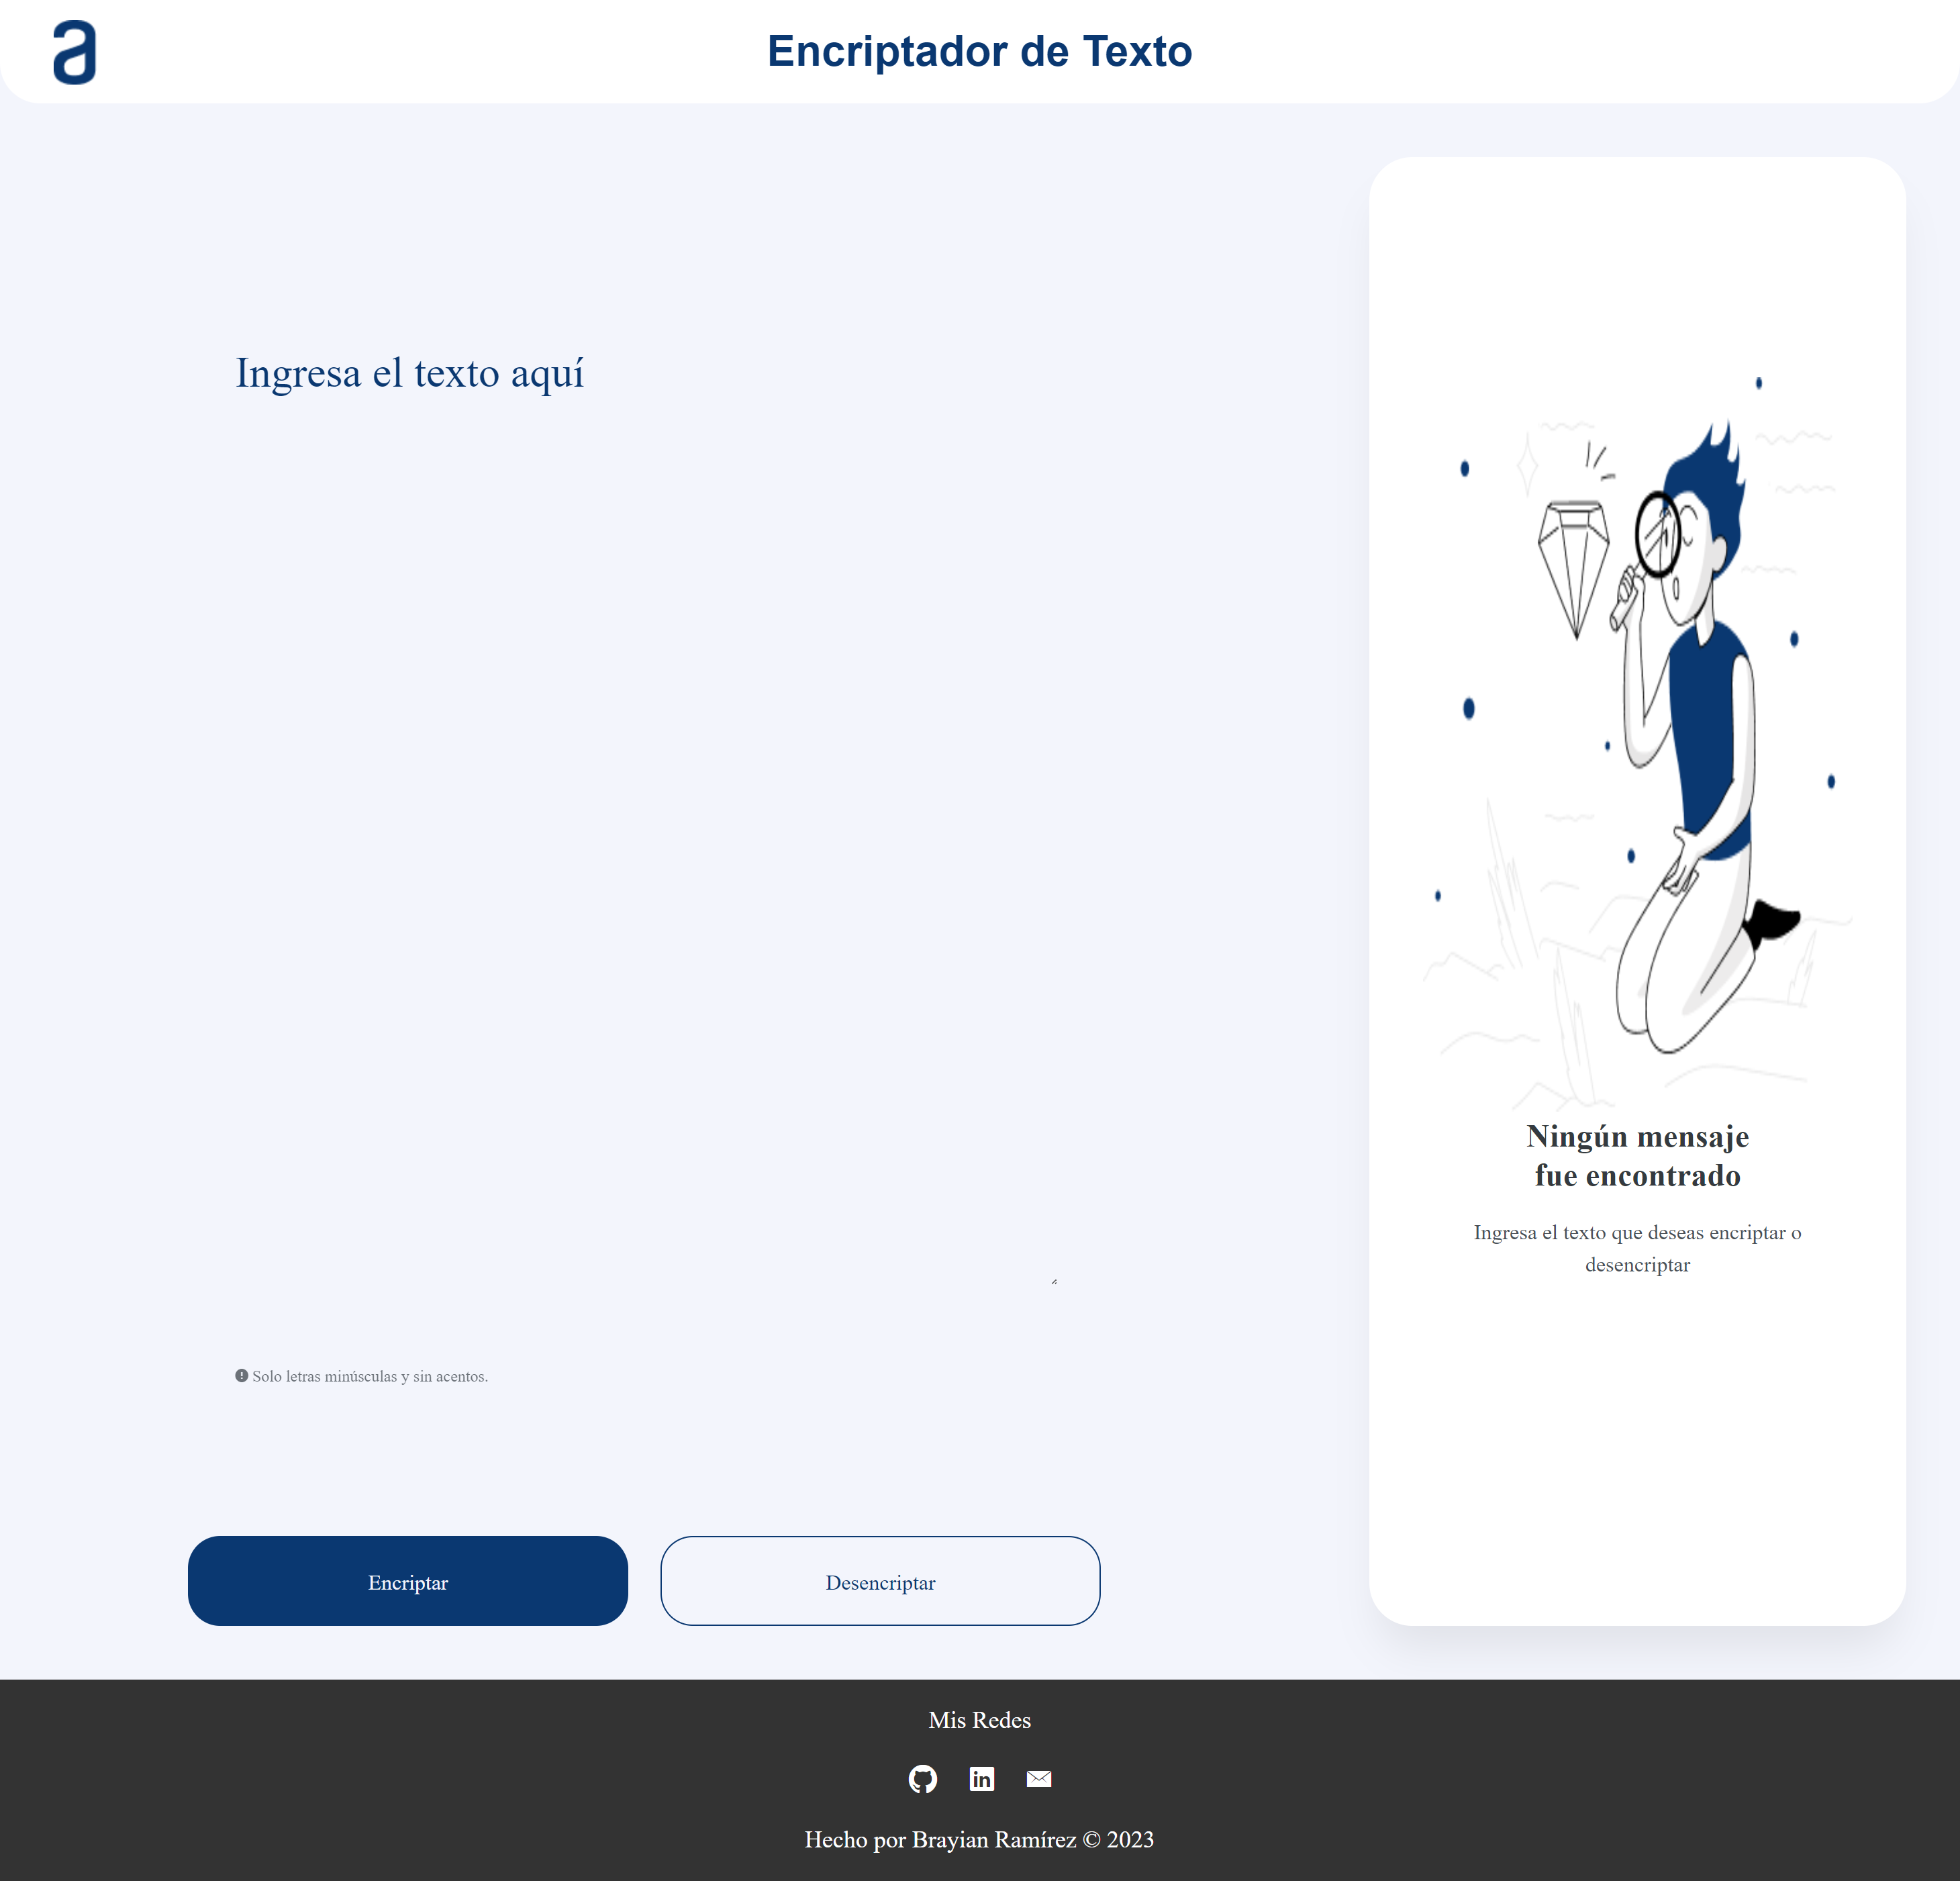 a
Encriptador de Texto
Ingresa el texto aquí
Solo letras minúsculas y sin acentos.
Encriptar
Desencriptar
Ningún mensaje
fue encontrado
Ingresa el texto que deseas encriptar o
desencriptar
Mis Redes
in
Hecho por Brayian Ramírez © 2023